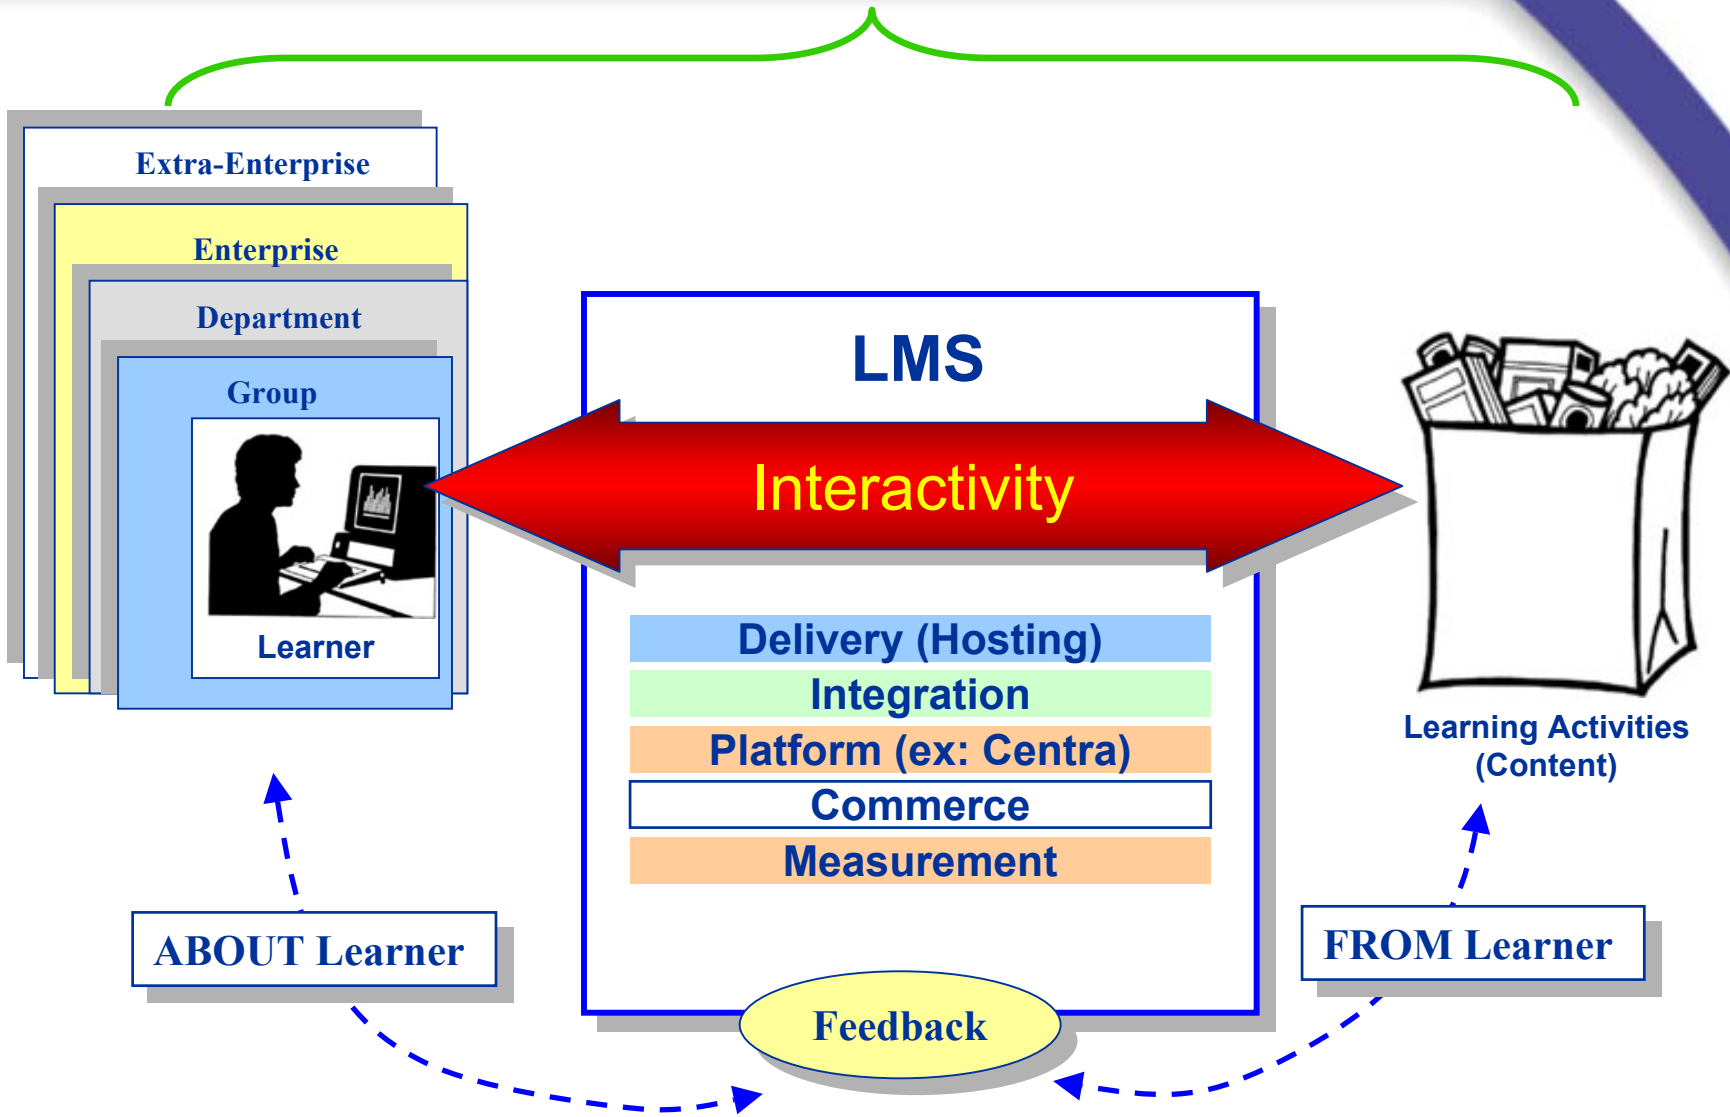 Extra-Enterprise
Enterprise
Department
Group
Learner
LMS
Interactivity
Delivery (Hosting)
Integration
Platform (ex: Centra)
Commerce
Measurement
Learning Activities
(Content)
ABOUT Learner
FROM Learner
Feedback